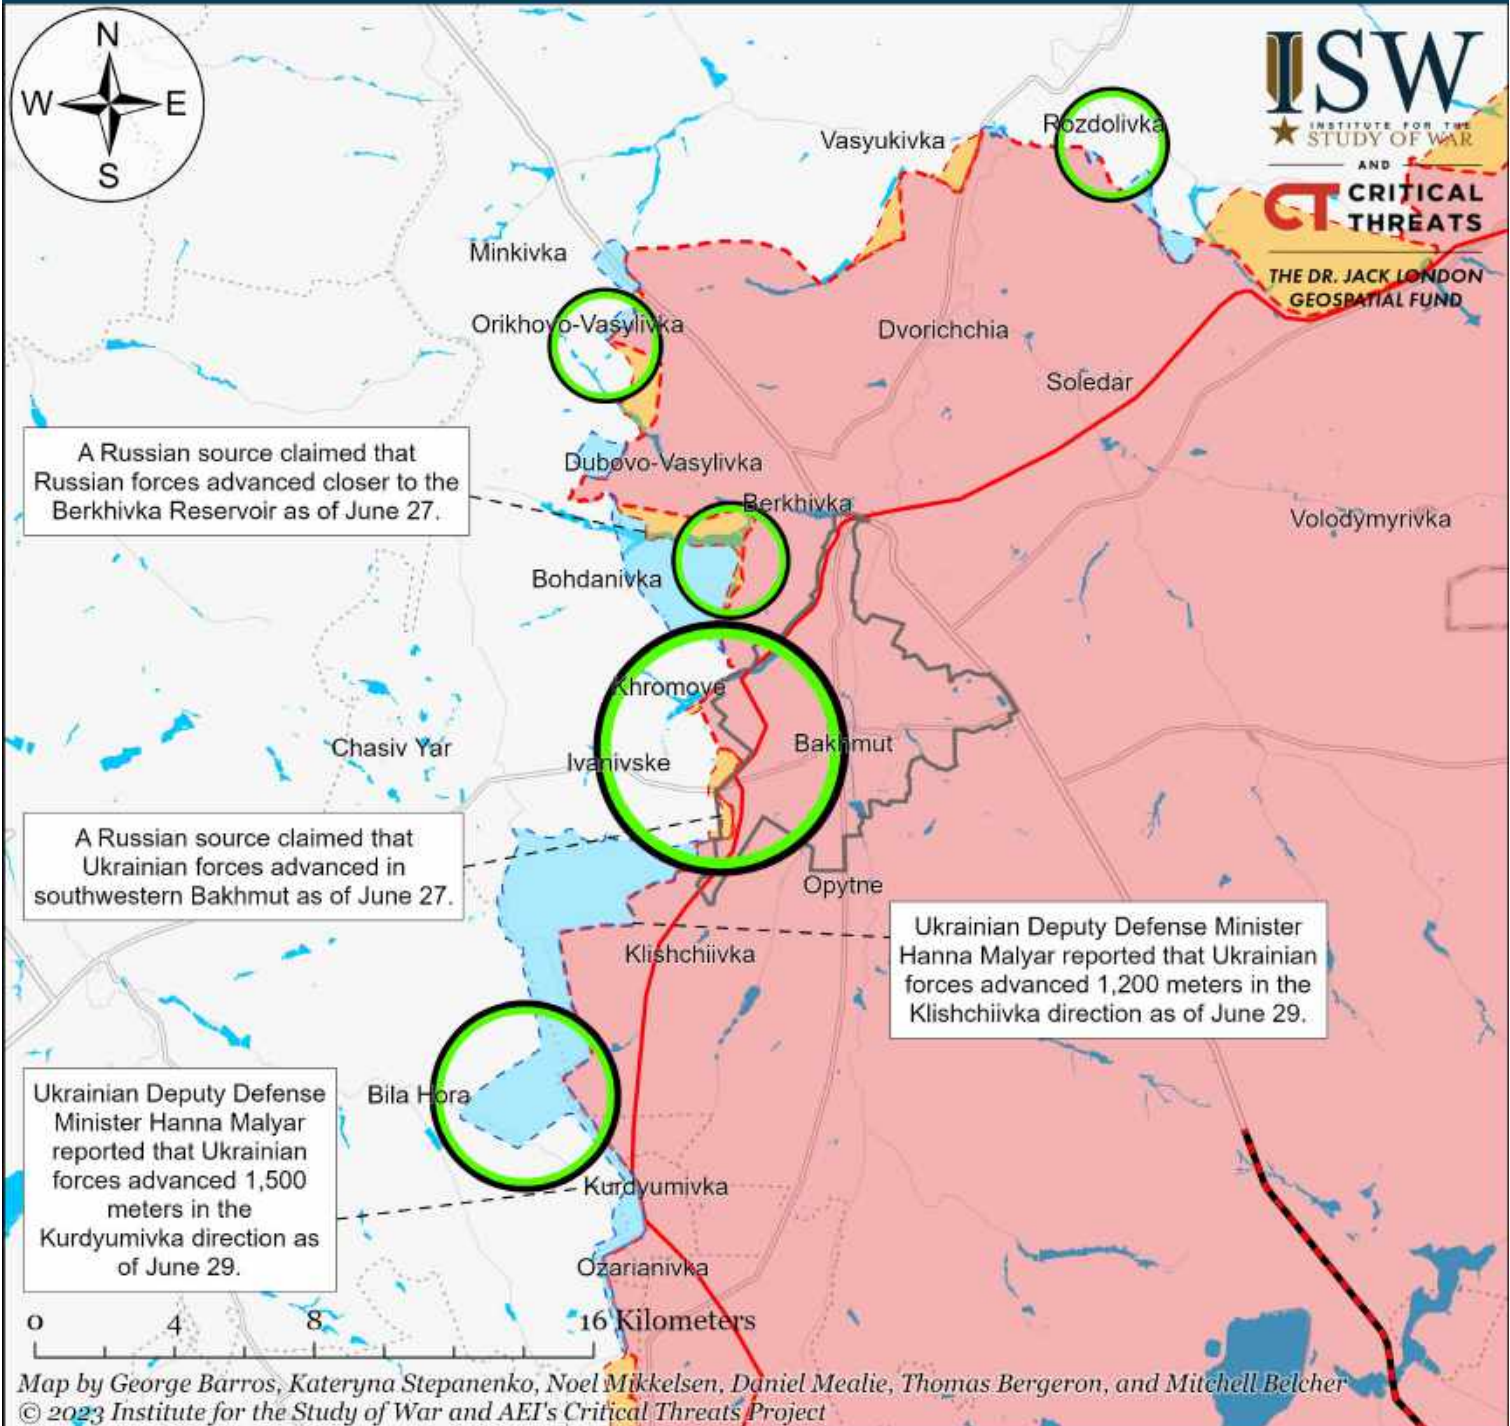 N
W E
S
ISW
INSTITUTE FOR THE
STUDY OF WAR
AND
CT CRITICAL
THREATS
THE DR. JACK LONDON
GEOSPATIAL FUND
Rozdolivka
Vasyukivka
Minkivka
Orikhovo-Vasylivka
Dvorichchia
Soledar
A Russian source claimed that
Russian forces advanced closer to the
Berkhivka Reservoir as of June 27.
Dubovo-Vasylivka
Berkhivka
Volodymyrivka
Bohdanivka
Khromove
Chasiv Yar
Ivanivske
Bakhmut
A Russian source claimed that
Ukrainian forces advanced in
southwestern Bakhmut as of June 27.
Opytne
Ukrainian Deputy Defense Minister
Hanna Malyar reported that Ukrainian
forces advanced 1,200 meters in the
Klishchiivka direction as of June 29.
Klishchiivka
Bila Hora
Ukrainian Deputy Defense
Minister Hanna Malyar
reported that Ukrainian
forces advanced 1,500
meters in the
Kurdyumivka direction as
of June 29.
Kurdyumivka
Ozarianivka
0 4 8 16 Kilometers
Map by George Barros, Kateryna Stepanenko, Noel Mikkelsen, Daniel Mealie, Thomas Bergeron, and Mitchell Belcher
© 2023 Institute for the Study of War and AEI's Critical Threats Project